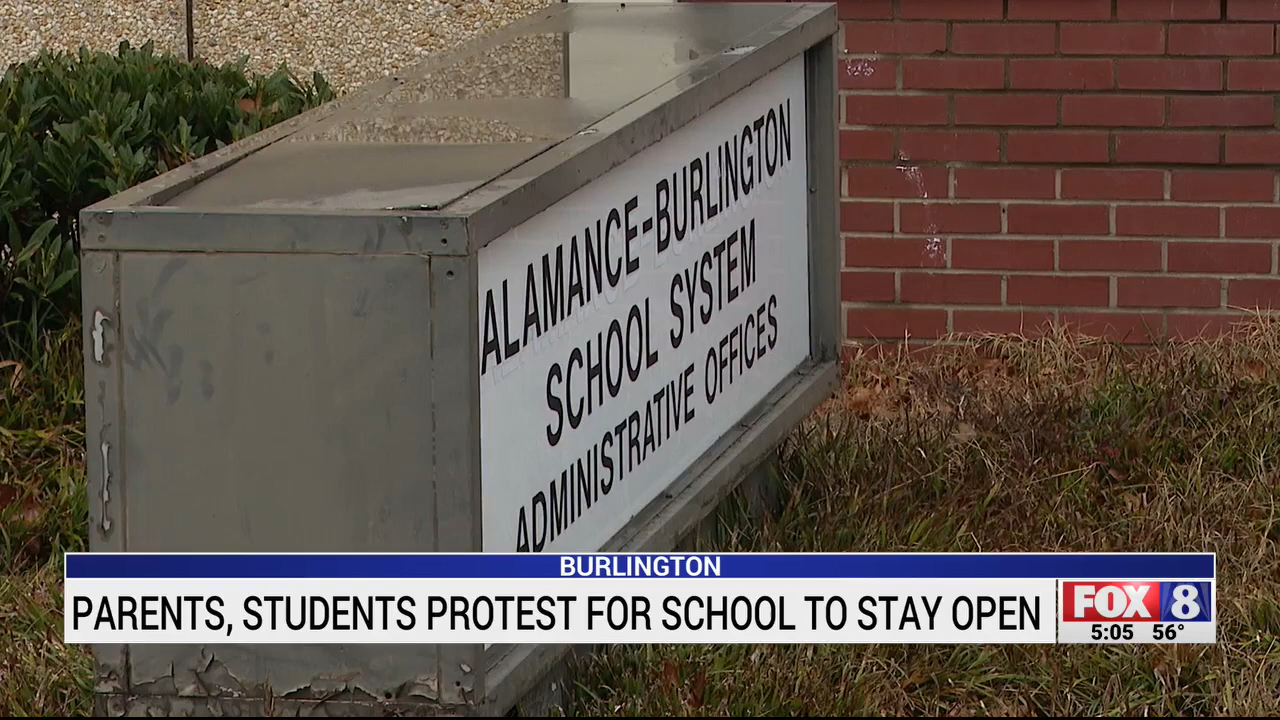 ALAMANCE-BURLINGTON
SCHOOL SYSTEM
ADMINISTRATIVE OFFICES
BURLINGTON
PARENTS, STUDENTS PROTEST FOR SCHOOL TO STAY OPEN
FOX 8
5:05 56°